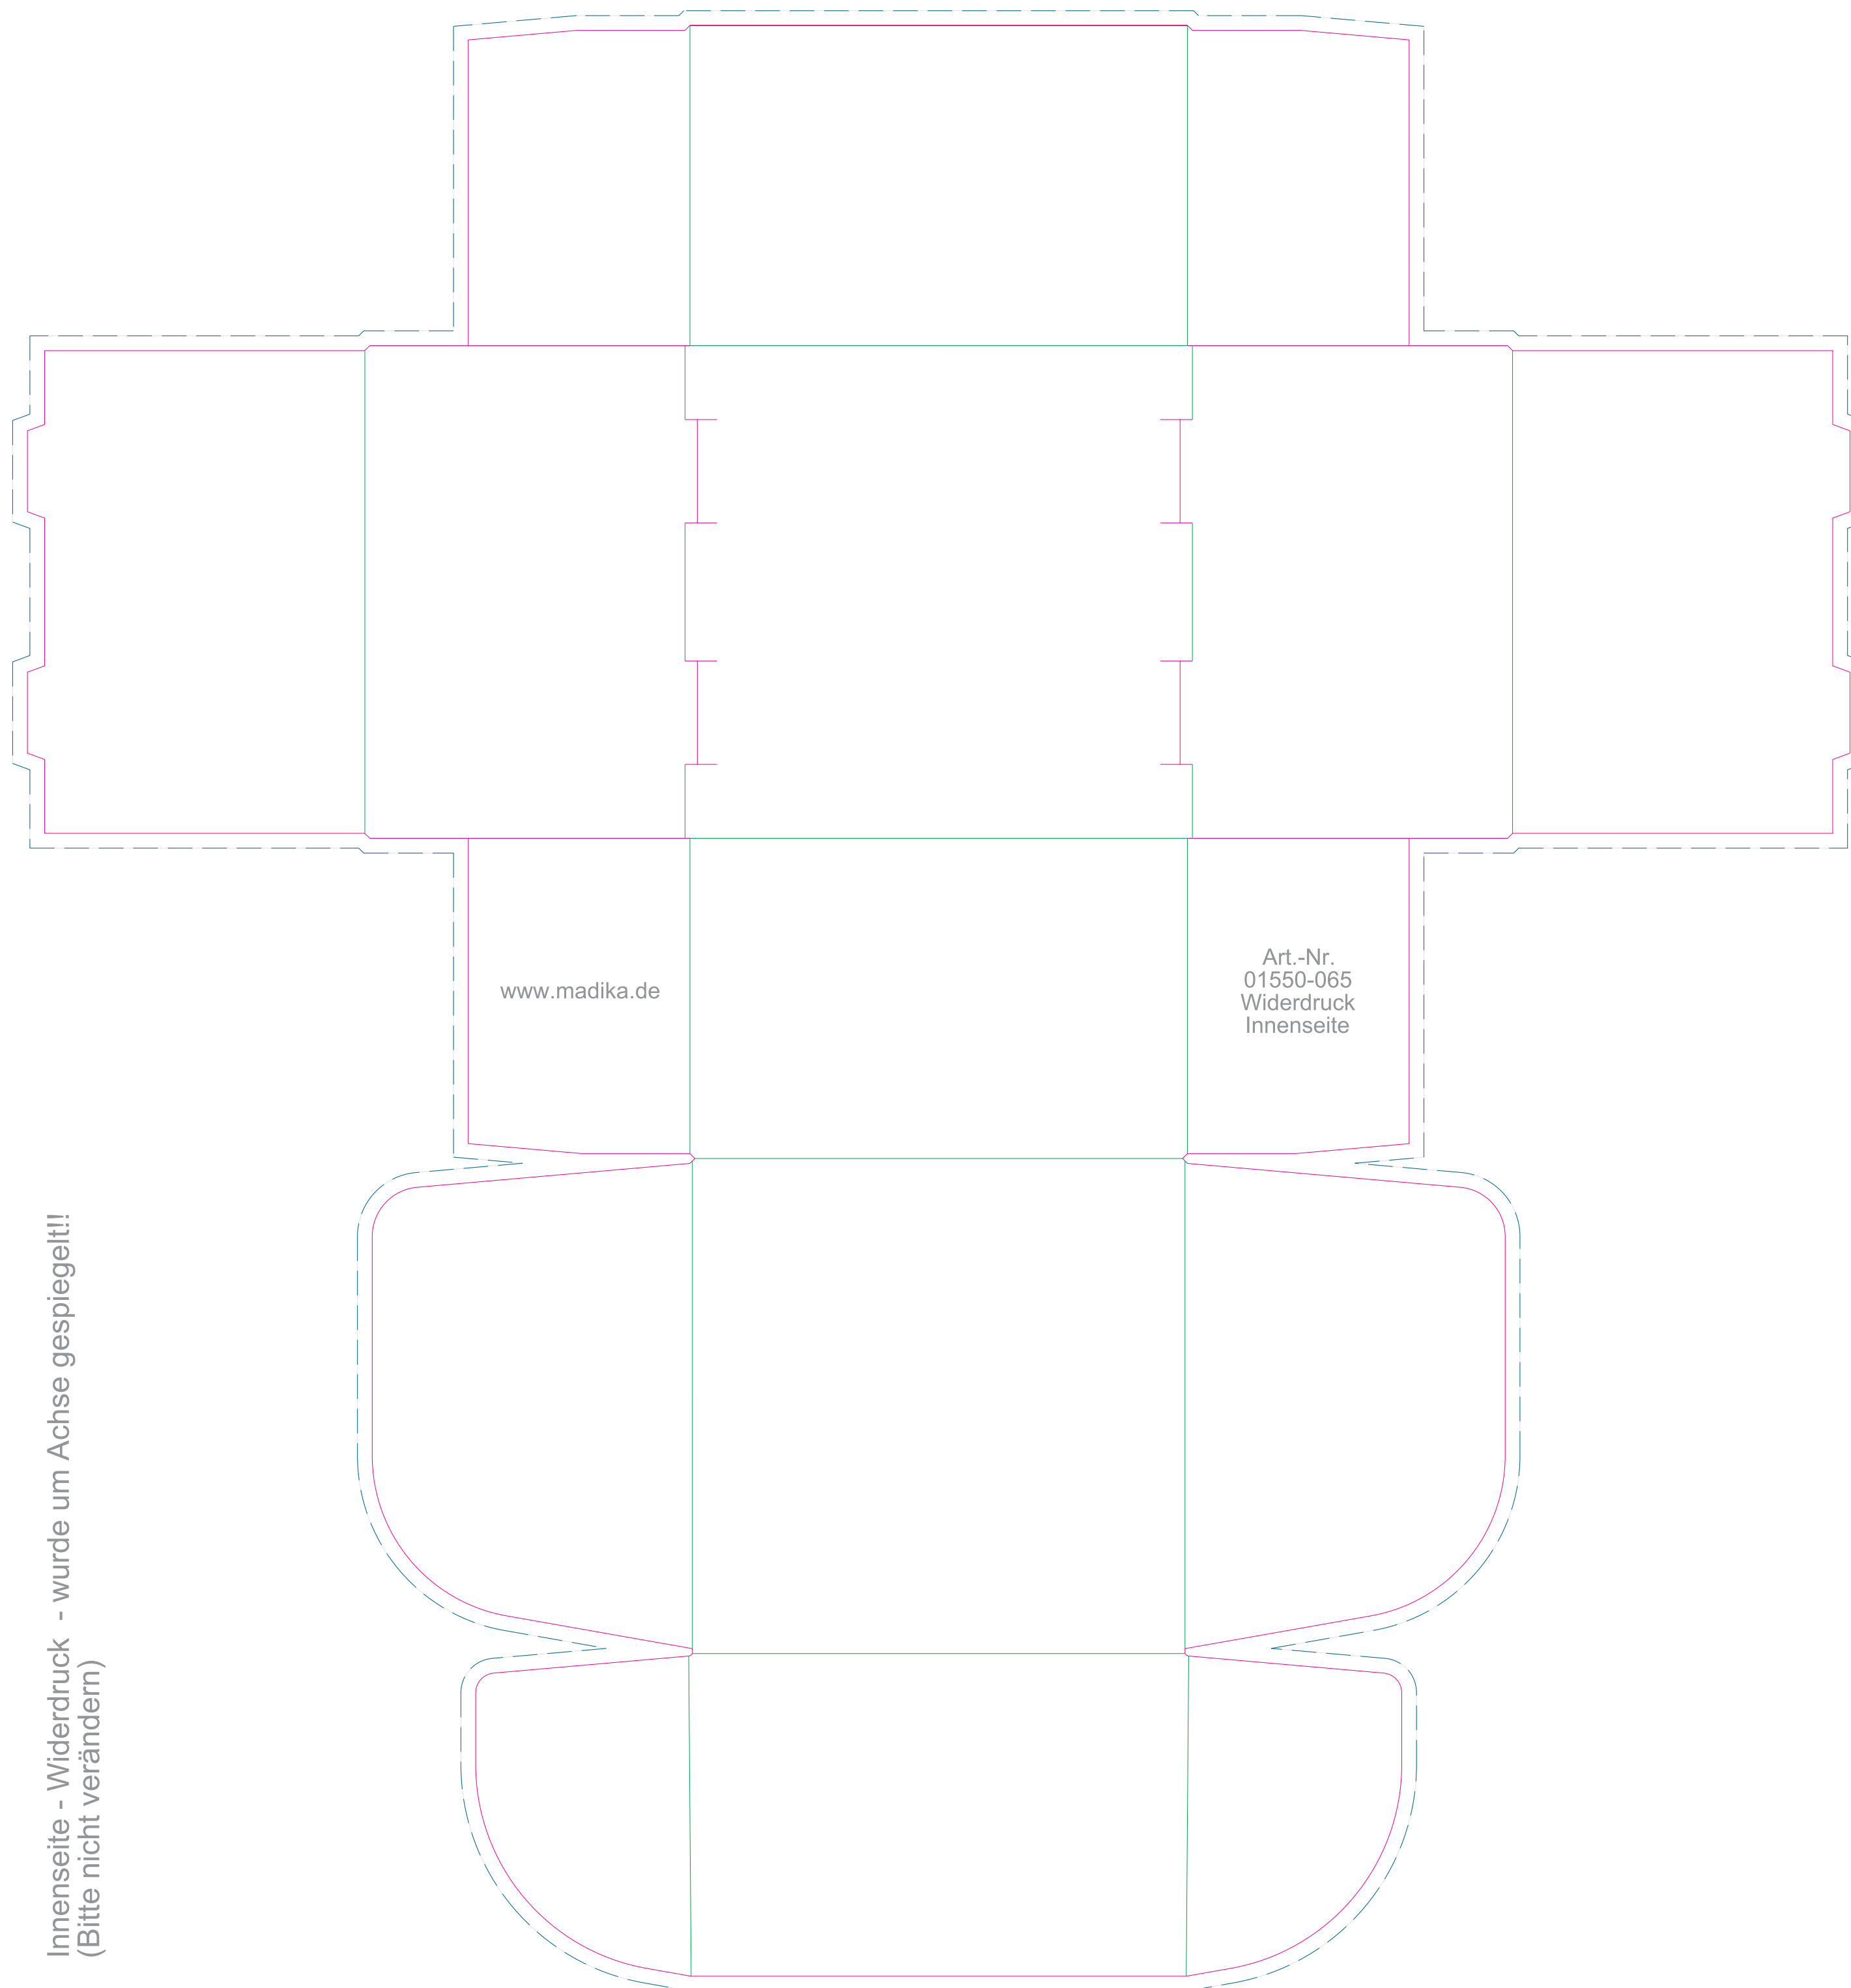 www.madika.de
Art.-Nr.
01550-065
Widerdruck
Innenseite
Innenseite - Widerdruck - wurde um Achse gespiegelt!!
(Bitte nicht verändern)